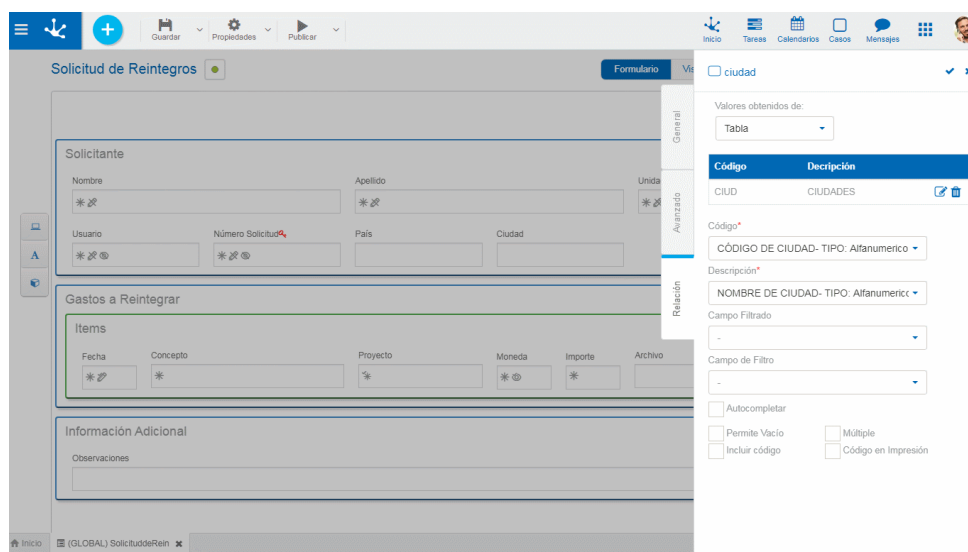 Guardar
Propiedades
Publicar
Inicio
Tareas
Calendarios
Casos
Mensajes
Solicitud de Reintegros
Formulario
ciudad
Valores obtenidos de:
Tabla
General
Avanzado
Relación
Código Decripción
CIUD CIUDADES
Código*
CÓDIGO DE CIUDAD- TIPO: Alfanumerico
Descripción*
NOMBRE DE CIUDAD- TIPO: Alfanumeric
Campo Filtrado
-
Campo de Filtro
-
Autocompletar
Permite Vacío Múltiple
Incluir código Código en Impresión
Solicitante
Nombre Apellido
Usuario Número Solicitud País Ciudad
A
Gastos a Reintegrar
Items
Fecha Concepto Proyecto Moneda Importe Archivo
Información Adicional
Observaciones
Inicio (GLOBAL) SolicituddeRein